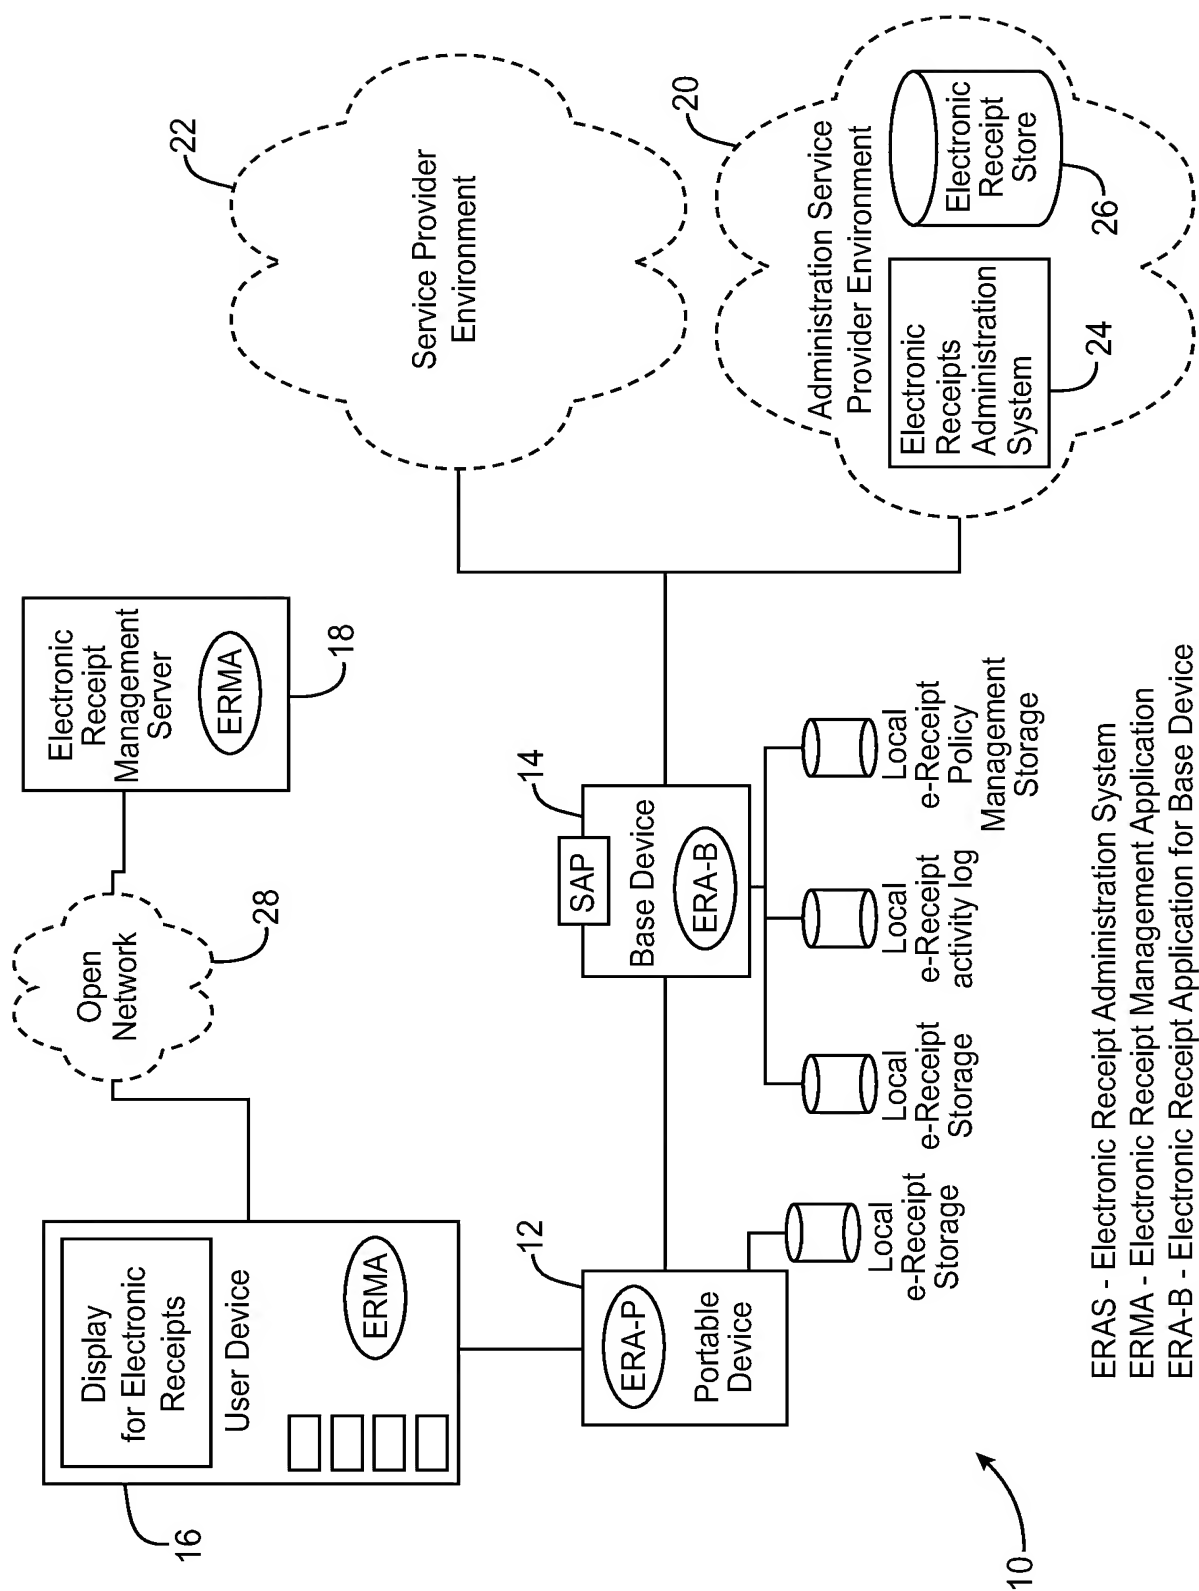 16
Display
for Electronic
Receipts
User Device
ERMA
Open
Network
28
Electronic
Receipt
Management
Server
ERMA
18
22
Service Provider
Environment
12
ERA-P
Portable
Device
Local
e-Receipt
Storage
14
SAP
Base Device
ERA-B
Local
e-Receipt
Storage
Local
e-Receipt
activity log
Local
e-Receipt
Policy
Management
Storage
20
Administration Service
Provider Environment
Electronic
Receipts
Administration
System
24
Electronic
Receipt
Store
26
10
ERAS - Electronic Receipt Administration System
ERMA - Electronic Receipt Management Application
ERA-B - Electronic Receipt Application for Base Device